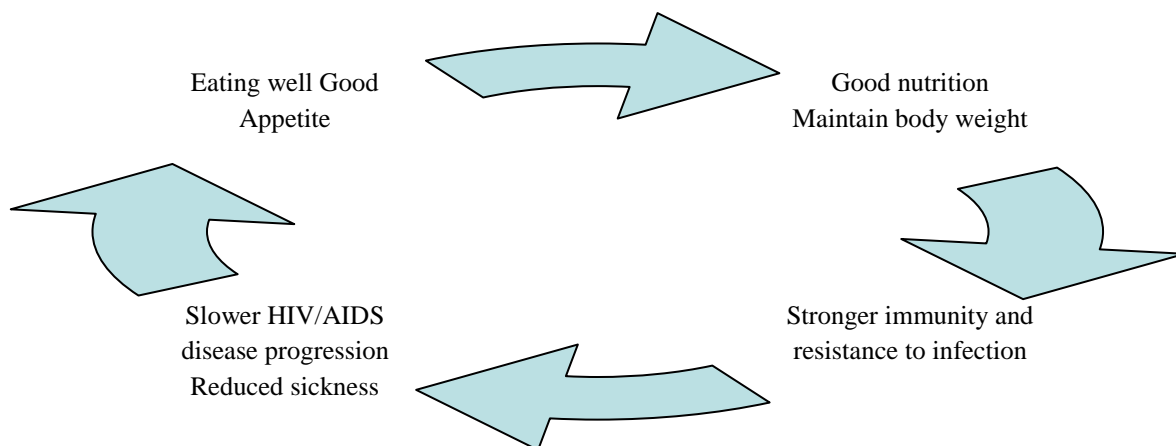 Eating well Good
Appetite
Good nutrition
Maintain body weight
Stronger immunity and
resistance to infection
Slower HIV/AIDS
disease progression
Reduced sickness